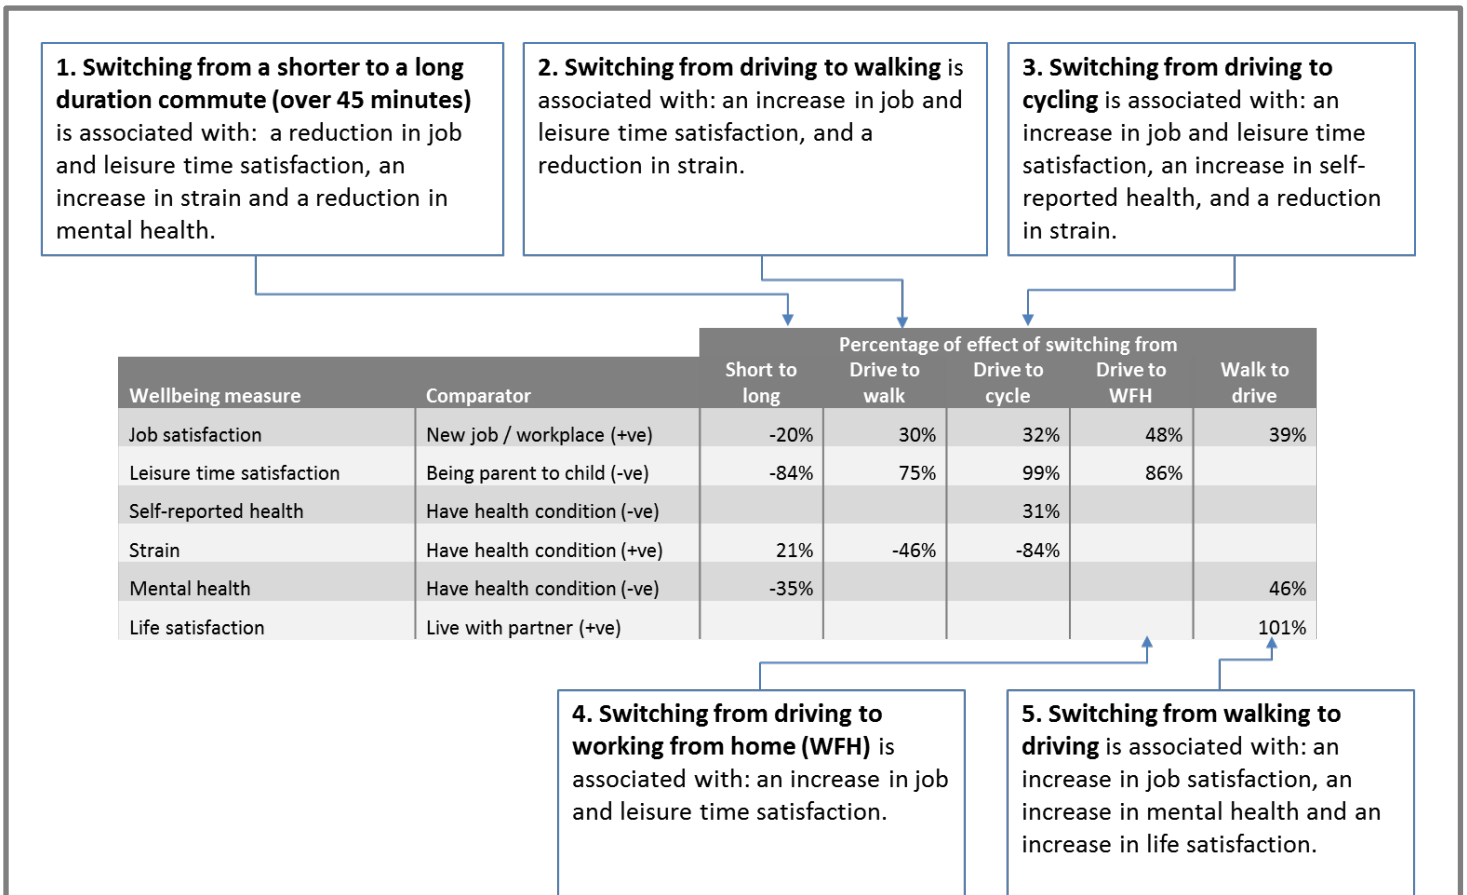 1. Switching from a shorter to a long
duration commute (over 45 minutes)
is associated with: a reduction in job
and leisure time satisfaction, an
increase in strain and a reduction in
mental health.
2. Switching from driving to walking is
associated with: an increase in job and
leisure time satisfaction, and a
reduction in strain.
3. Switching from driving to
cycling is associated with: an
increase in job and leisure time
satisfaction, an increase in self-
reported health, and a reduction
in strain.
Percentage of effect of switching from
Wellbeing measure Comparator Short to long Drive to walk Drive to cycle Drive to WFH Walk to drive
Job satisfaction New job / workplace (+ve) -20% 30% 32% 48% 39%
Leisure time satisfaction Being parent to child (-ve) -84% 75% 99% 86%
Self-reported health Have health condition (-ve) 31%
Strain Have health condition (+ve) 21% -46% -84%
Mental health Have health condition (-ve) -35% 46%
Life satisfaction Live with partner (+ve) 101%
4. Switching from driving to
working from home (WFH) is
associated with: an increase in job
and leisure time satisfaction.
5. Switching from walking to
driving is associated with: an
increase in job satisfaction, an
increase in mental health and an
increase in life satisfaction.